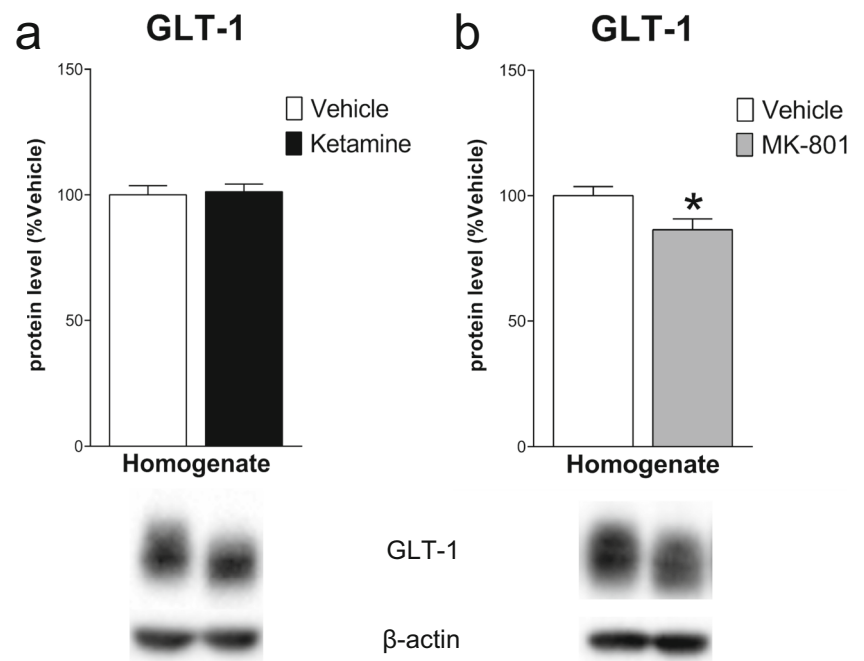 a
GLT-1
150
100
50
0
protein level (%Vehicle)
Vehicle
Ketamine
Homogenate
b
GLT-1
150
100
50
0
protein level (%Vehicle)
Vehicle
MK-801
*
Homogenate
GLT-1
β-actin